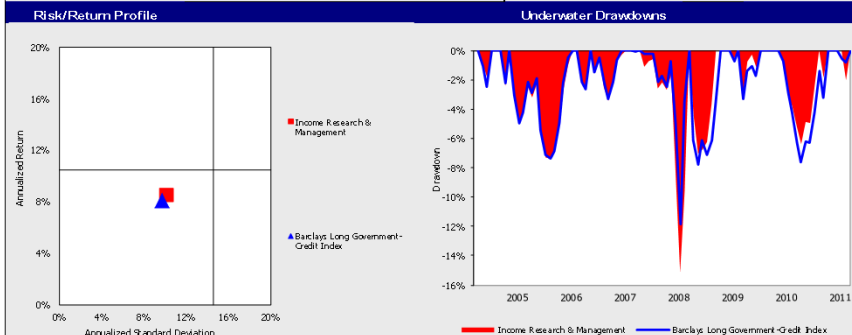 Risk/Return Profile
Underwater Drawdowns
20%
16%
12%
8%
4%
0%
Annualized Return
0% 4% 8% 12% 16% 20%
Annualized Standard Deviation
Income Research &
Management
Barclays Long Government-
Credit Index
0%
-2%
-4%
-6%
-8%
-10%
-12%
-14%
-16%
Drawdown
2005 2006 2007 2008 2009 2010 2011
Income Research & Management
Barclays Long Government-Credit Index